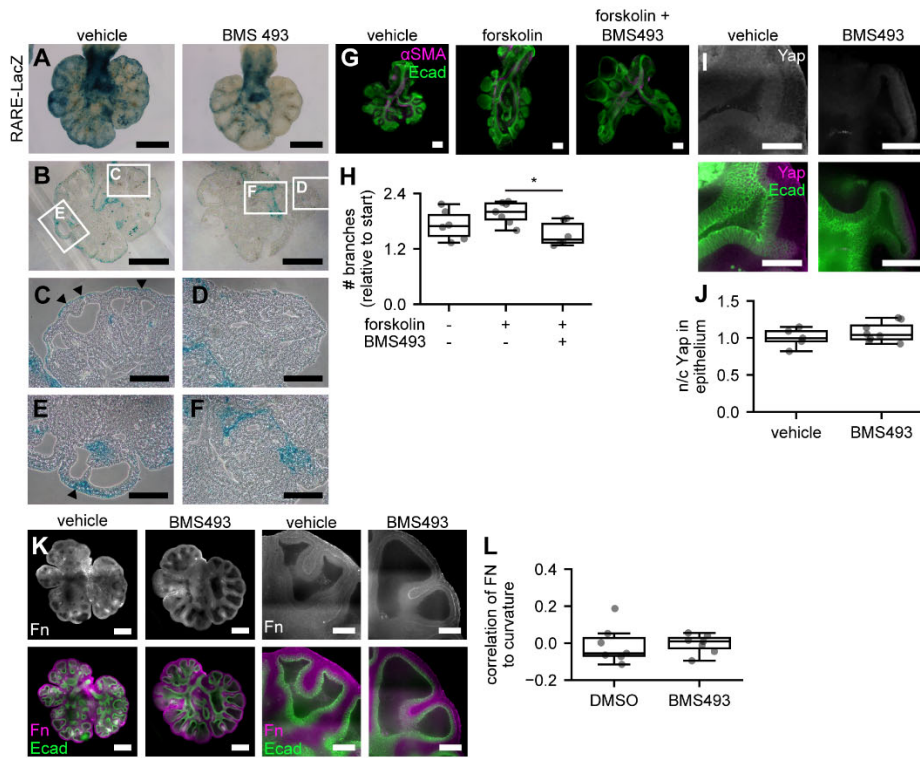 vehicle BMS 493
RARE-LacZ
A
B
C
E
F
D
C D
E F
vehicle forskolin forskolin + BMS493
G
αSMA
Ecad
H
# branches
(relative to start)
2.4
1.2
0.0
*
forskolin - + +
BMS493 - - +
vehicle BMS493
I
Yap
Yap
Ecad
J
n/c Yap in
epithelium
1.5
1.0
0.5
0.0
vehicle BMS493
vehicle BMS493 vehicle BMS493
K
Fn Fn
Fn
Ecad
Fn
Ecad
L
correlation of FN
to curvature
0.4
0.2
0.0
−0.2
DMSO BMS493